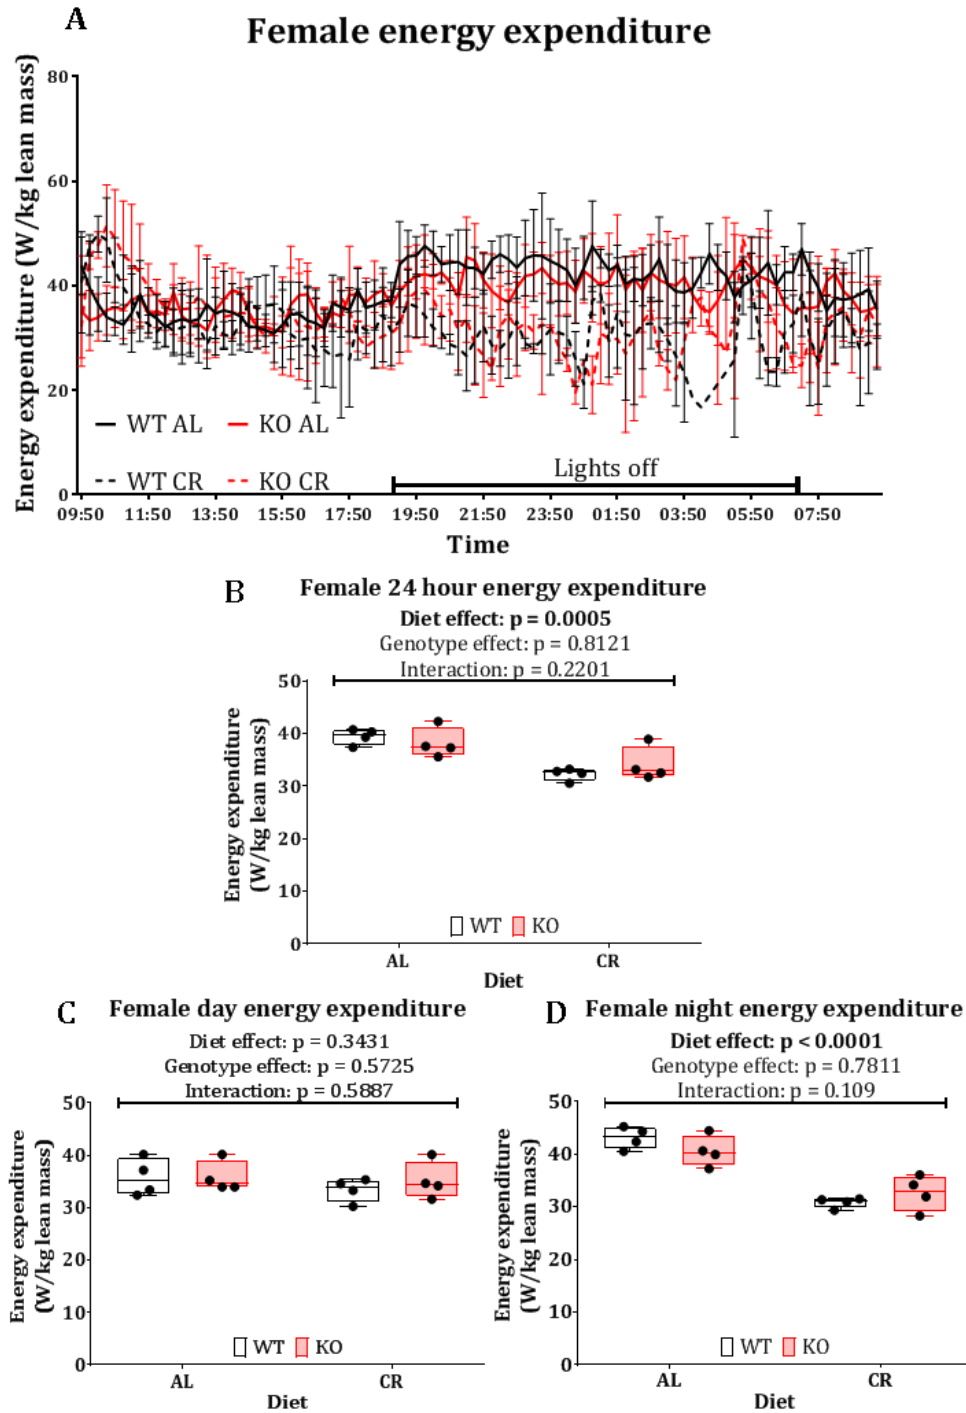 A
Female energy expenditure
Energy expenditure (W/kg lean mass)
80
60
40
20
0
WT AL
KO AL
WT CR
KO CR
Lights off
09:50 11:50 13:50 15:50 17:50 19:50 21:50 23:50 01:50 03:50 05:50 07:50
Time
B
Female 24 hour energy expenditure
Diet effect: p = 0.0005
Genotype effect: p = 0.8121
Interaction: p = 0.2201
Energy expenditure
(W/kg lean mass)
50
40
30
20
10
0
WT KO
AL CR
Diet
C
Female day energy expenditure
Diet effect: p = 0.3431
Genotype effect: p = 0.5725
Interaction: p = 0.5887
Energy expenditure
(W/kg lean mass)
50
40
30
20
10
0
WT KO
AL CR
Diet
D
Female night energy expenditure
Diet effect: p < 0.0001
Genotype effect: p = 0.7811
Interaction: p = 0.109
Energy expenditure
(W/kg lean mass)
50
40
30
20
10
0
WT KO
AL CR
Diet